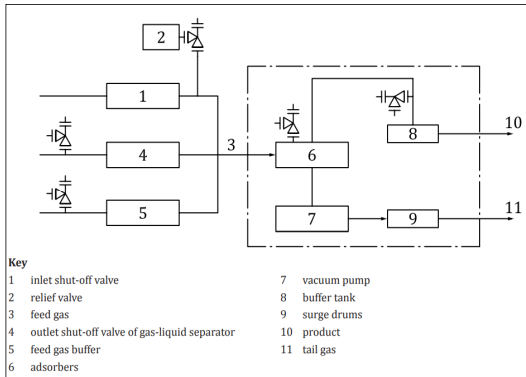 2
1
3
10
4
6
8
5
7
9
11
Key
1 inlet shut-off valve
2 relief valve
3 feed gas
4 outlet shut-off valve of gas-liquid separator
5 feed gas buffer
6 adsorbers
7 vacuum pump
8 buffer tank
9 surge drums
10 product
11 tail gas